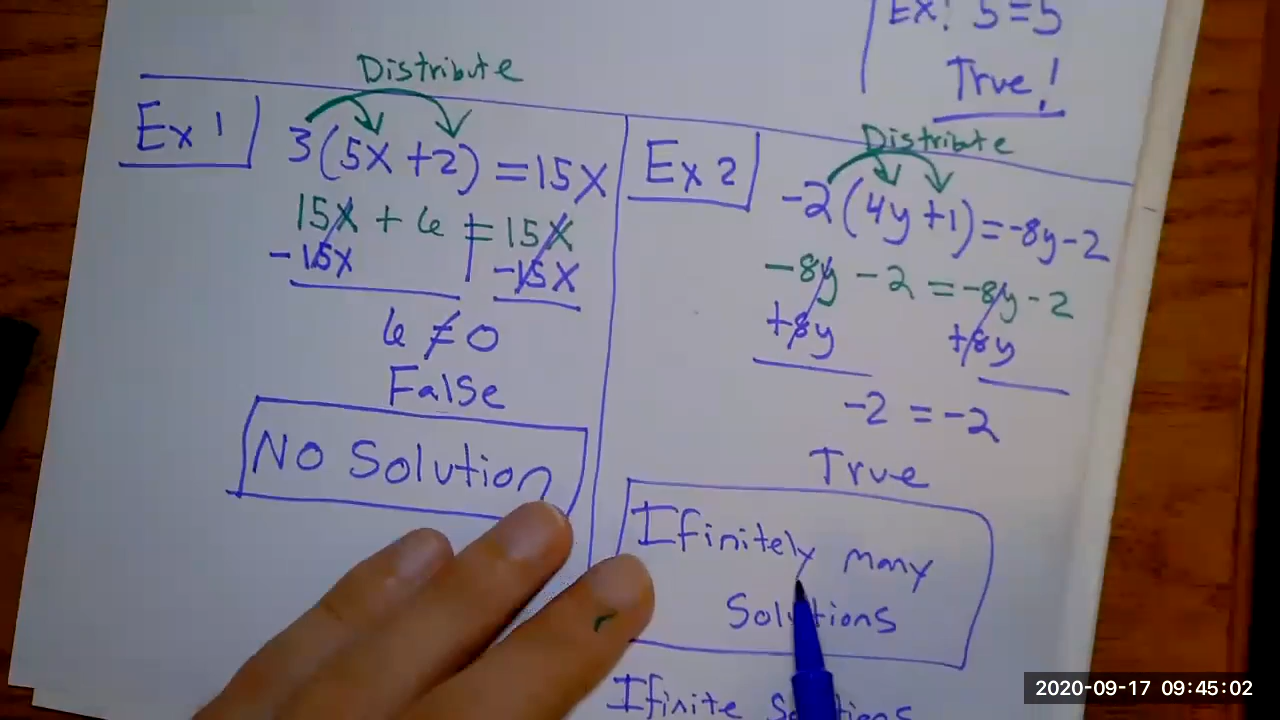 Ex! 5=5
True!
Distribute
Ex 1
3(5x+2)=15x
15x + 6 = 15x
-15x -15x
6 ≠ 0
False
No Solution
Distribute
Ex 2
-2(4y+1)=-8y-2
-8y -2 = -8y-2
+8y +8y
-2 = -2
True
Ifinitely many
Solutions
Ifinite
2020-09-17 09:45:02